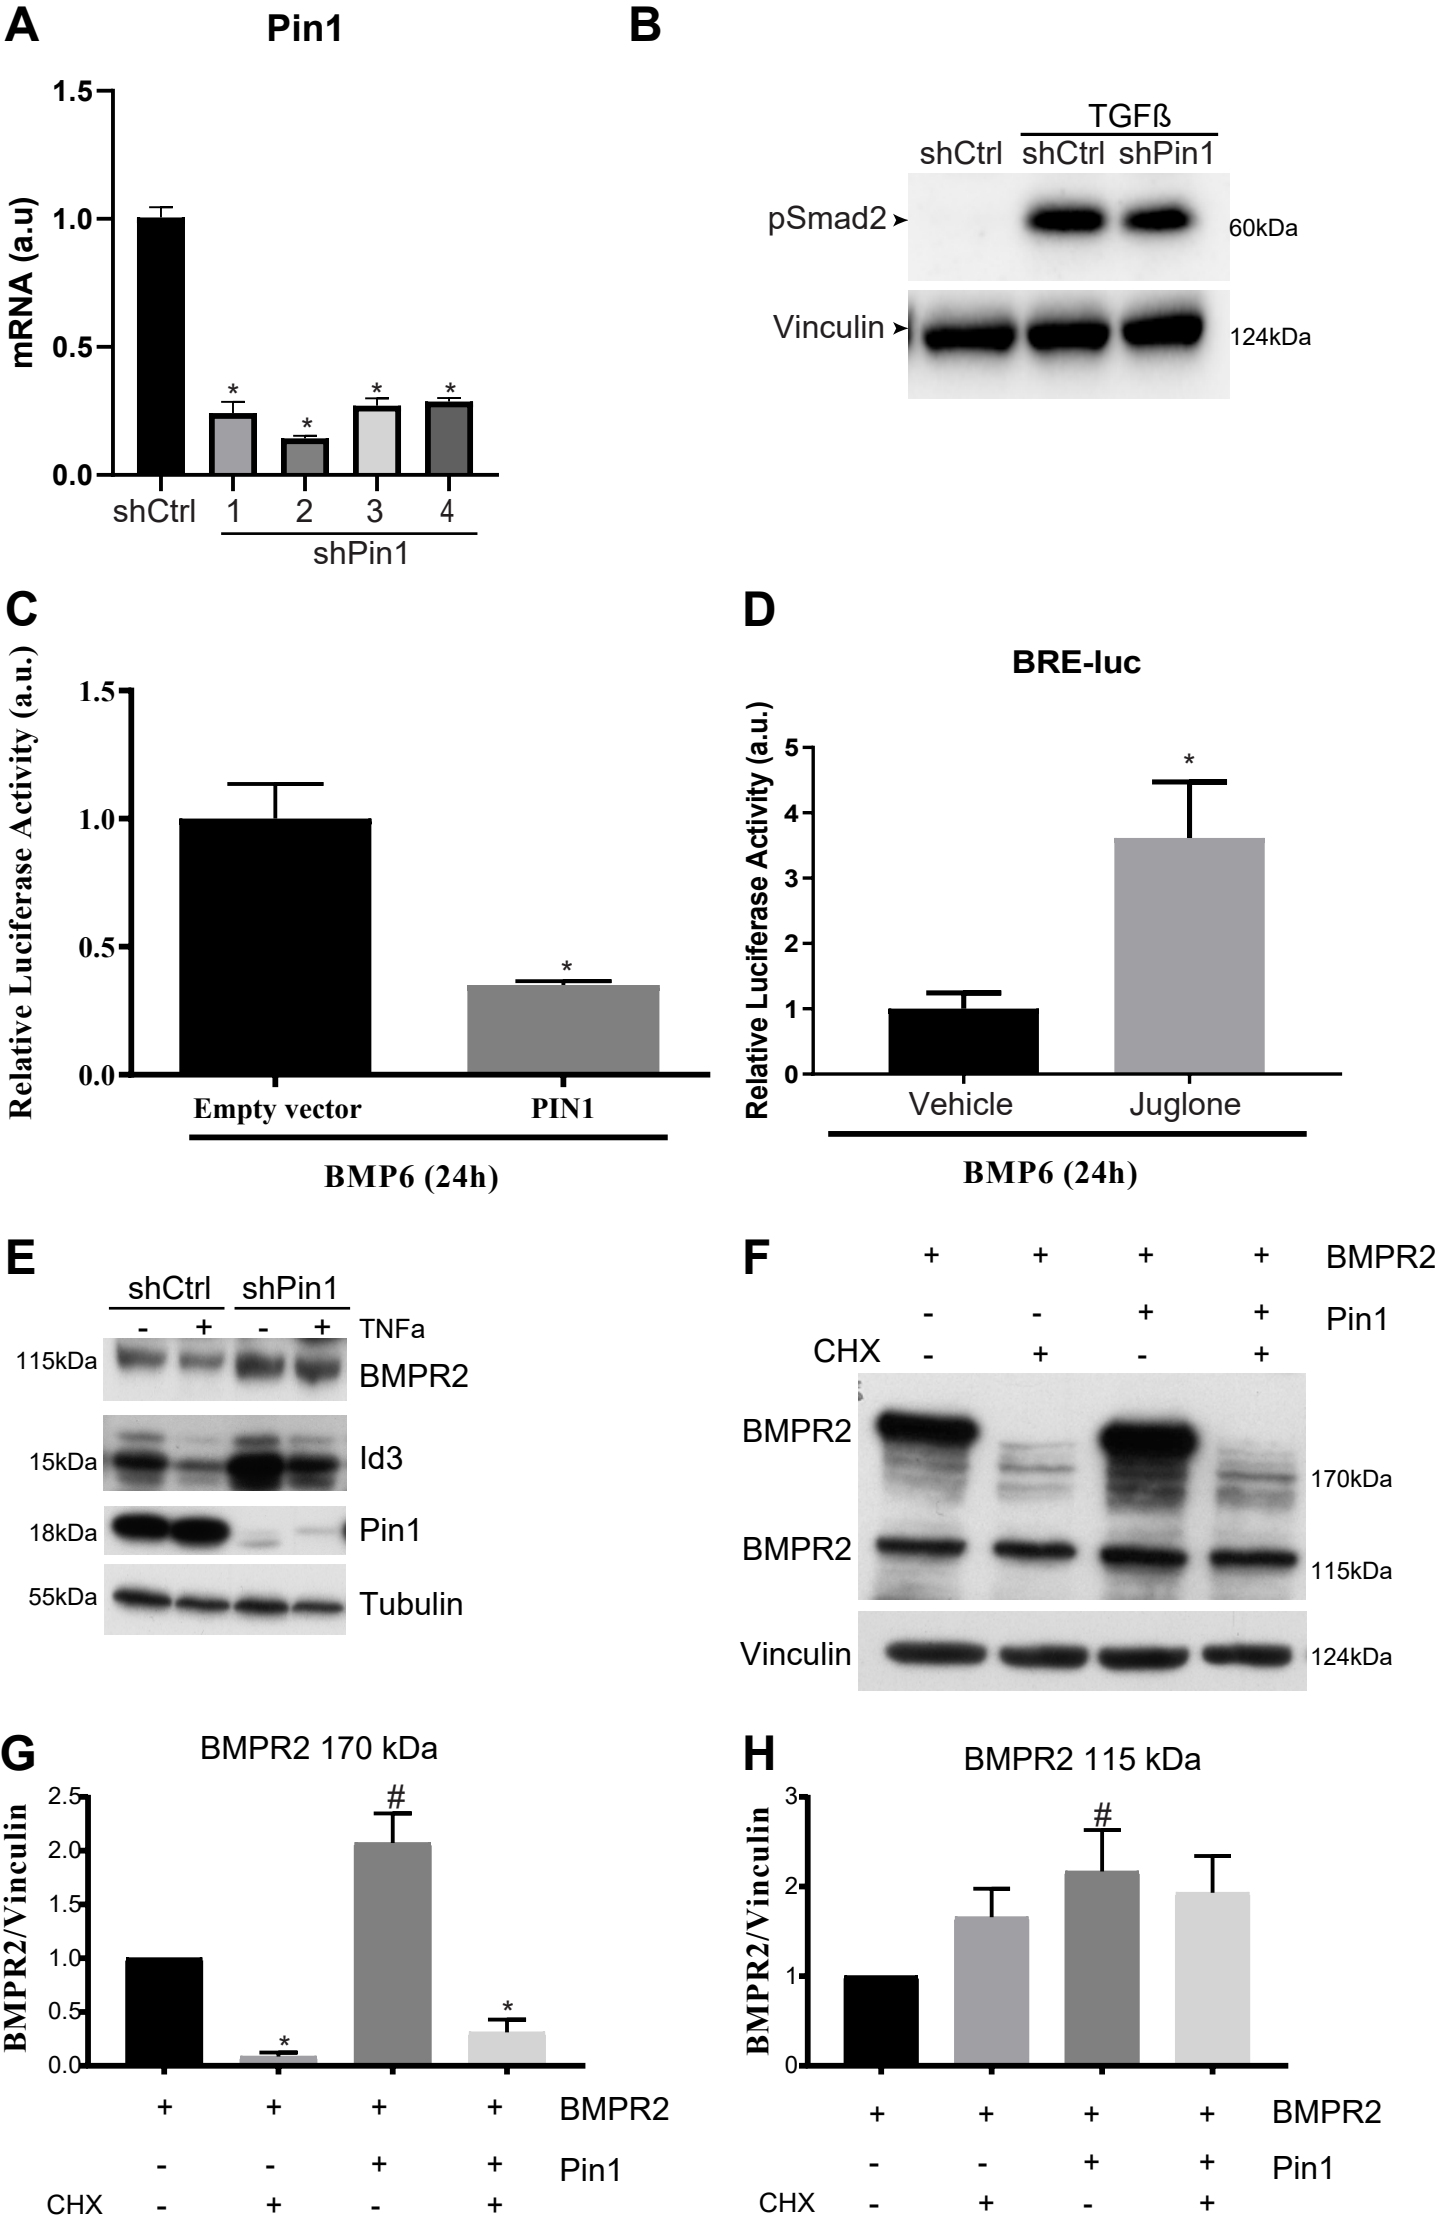 A
Pin1
mRNA (a.u)
1.5
1.0
0.5
0.0
* * * *
shCtrl 1 2 3 4
shPin1
B
TGFß
shCtrl shCtrl shPin1
pSmad2
60kDa
Vinculin
124kDa
C
Relative Luciferase Activity (a.u.)
1.5
1.0
0.5
0.0
*
Empty vector PIN1
BMP6 (24h)
D
BRE-luc
Relative Luciferase Activity (a.u.)
5
4
3
2
1
0
*
Vehicle Juglone
BMP6 (24h)
E
shCtrl shPin1
- + - + TNFa
115kDa BMPR2
15kDa Id3
18kDa Pin1
55kDa Tubulin
F
+ + + + BMPR2
- - + + Pin1
CHX - + - +
BMPR2
170kDa
BMPR2
115kDa
Vinculin 124kDa
G
BMPR2 170 kDa
BMPR2/Vinculin
2.5
2.0
1.5
1.0
0.5
0.0
* # *
+ + + + BMPR2
- - + + Pin1
CHX - + - +
H
BMPR2 115 kDa
BMPR2/Vinculin
3
2
1
0
#
+ + + + BMPR2
- - + + Pin1
CHX - + - +